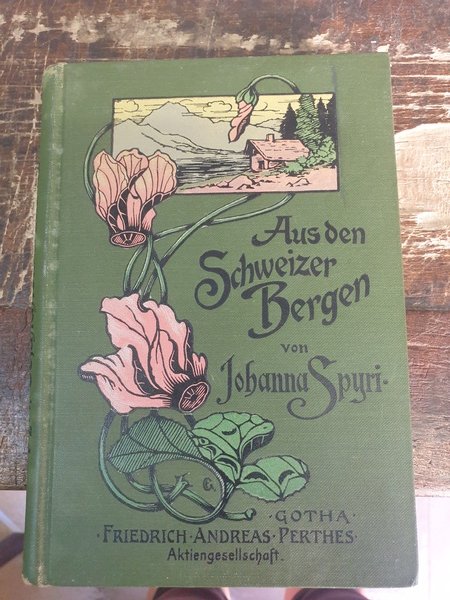 Aus den
Schweizer
Bergen
von
Johanna Spyri.
· GOTHA ·
· FRIEDRICH · ANDREAS · PERTHES ·
Aktiengesellschaft.